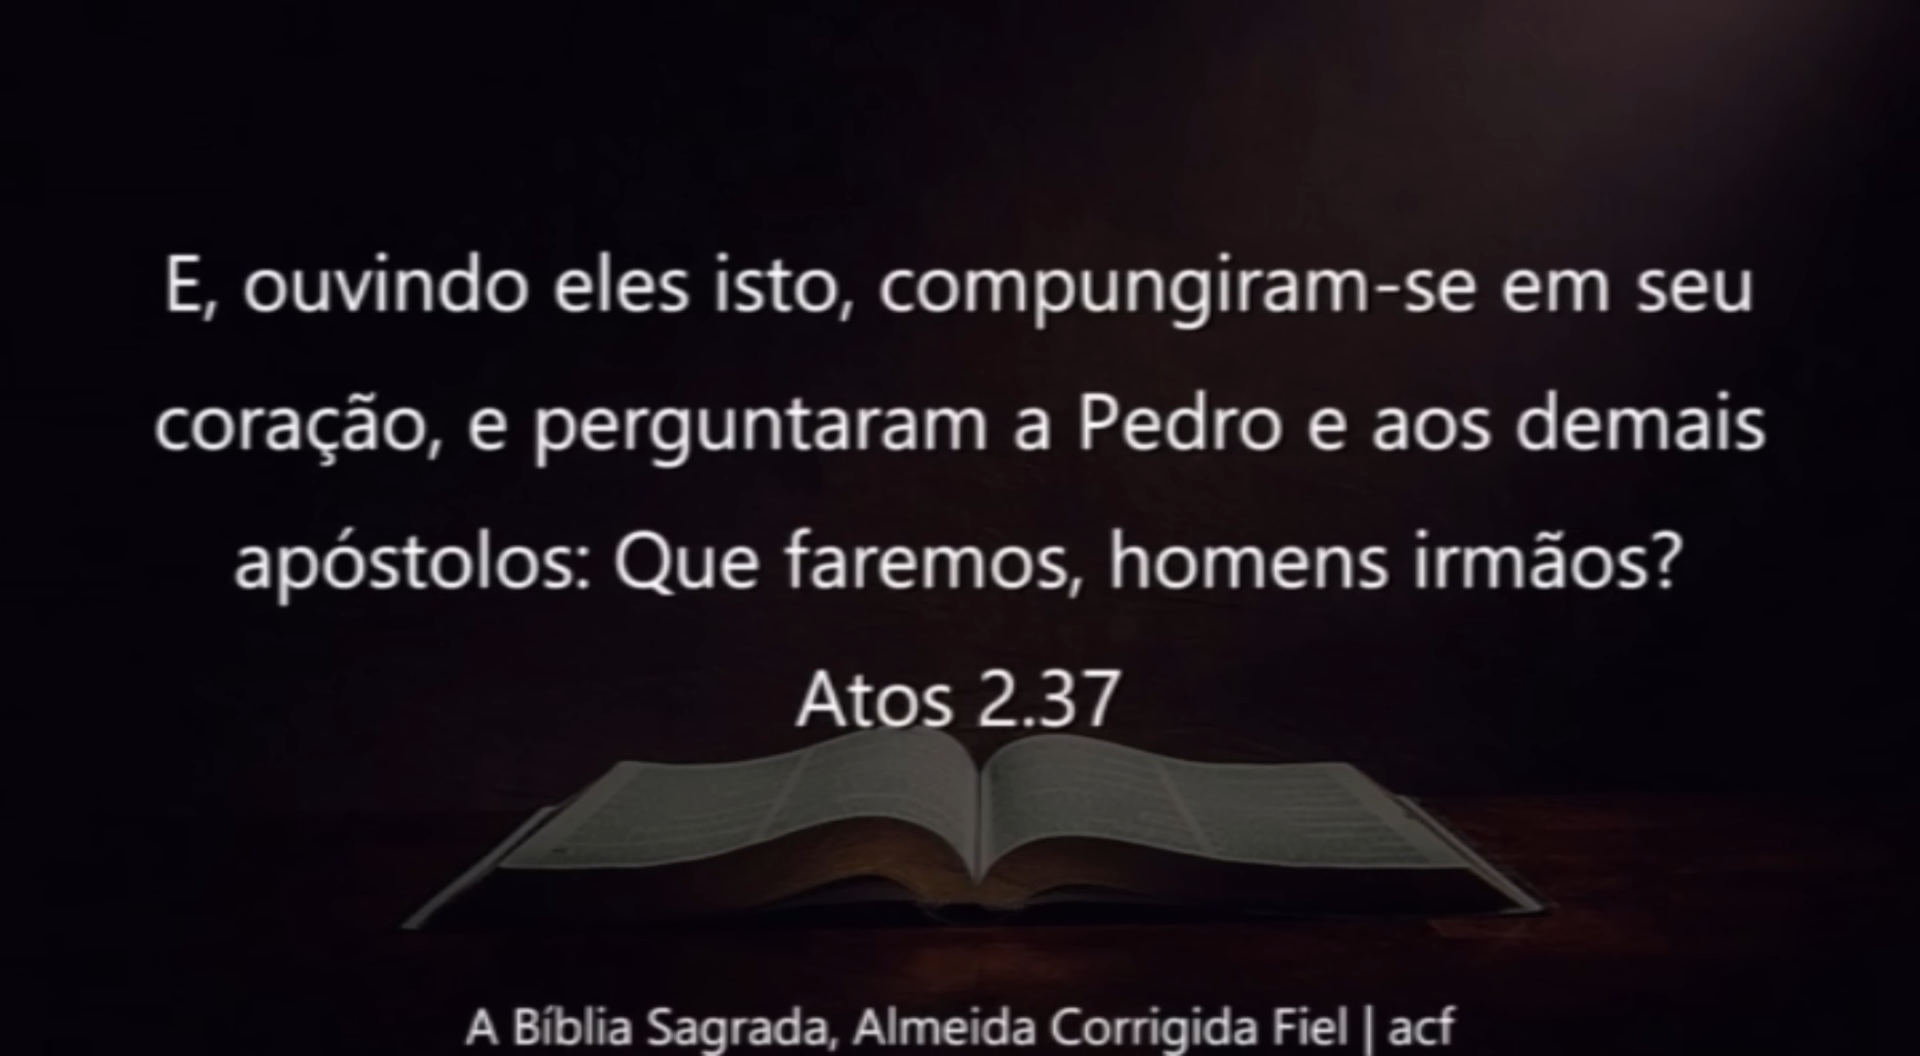 E, ouvindo eles isto, compungiram-se em seu
coração, e perguntaram a Pedro e aos demais
apóstolos: Que faremos, homens irmãos?
Atos 2.37
A Bíblia Sagrada, Almeida Corrigida Fiel | acf